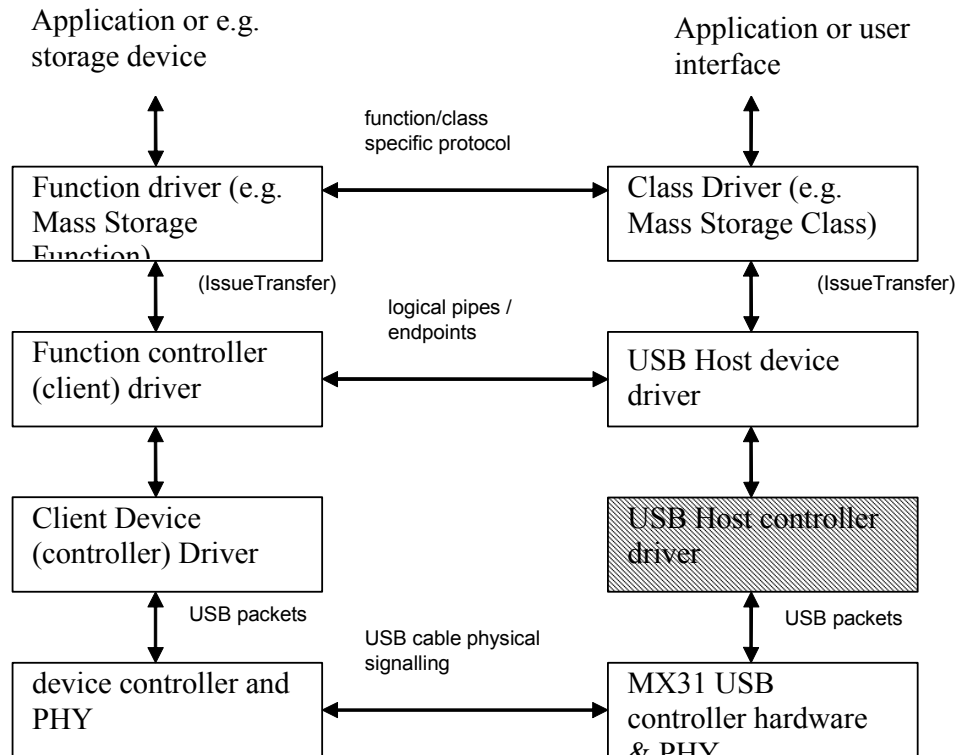 Application or e.g.
storage device
Application or user
interface
function/class
specific protocol
Function driver (e.g.
Mass Storage
Function)
Class Driver (e.g.
Mass Storage Class)
(IssueTransfer)
(IssueTransfer)
logical pipes /
endpoints
Function controller
(client) driver
USB Host device
driver
Client Device
(controller) Driver
USB Host controller
driver
USB packets
USB packets
USB cable physical
signalling
device controller and
PHY
MX31 USB
controller hardware
& PHY